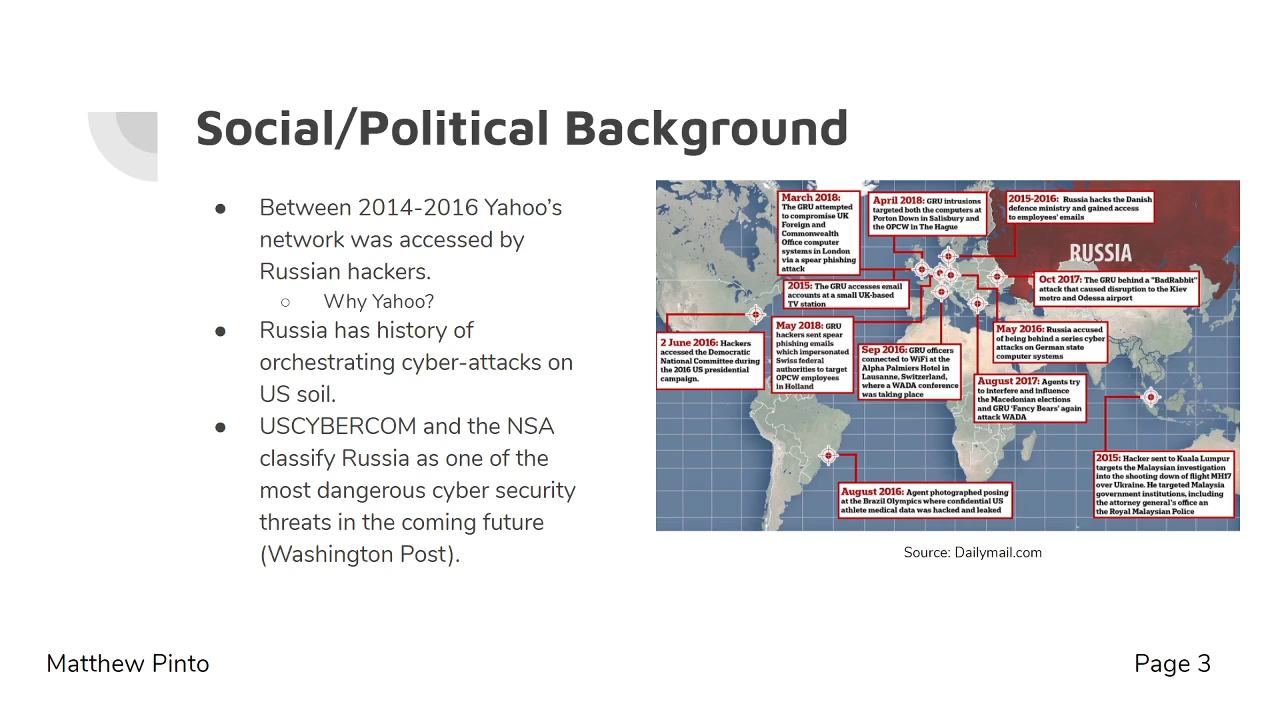 Social/Political Background
● Between 2014-2016 Yahoo's
network was accessed by
Russian hackers.
○ Why Yahoo?
● Russia has history of
orchestrating cyber-attacks on
US soil.
● USCYBERCOM and the NSA
classify Russia as one of the
most dangerous cyber security
threats in the coming future
(Washington Post).
March 2018:
The GRU attempted
to compromise UK
Foreign and
Commonwealth
Office computer
systems in London
via a spear phishing
attack
April 2018: GRU intrusions
targeted both the computers at
Porton Down in Salisbury and
the OPCW in The Hague
2015-2016: Russia hacks the Danish
defence ministry and gained access
to employees' emails
RUSSIA
2015: The GRU accesses email
accounts at a small UK-based
TV station
Oct 2017: The GRU behind a "BadRabbit"
attack that caused disruption to the Kiev
metro and Odessa airport
2 June 2016: Hackers
accessed the Democratic
National Committee during
the 2016 US presidential
campaign.
May 2018: GRU
hackers sent spear
phishing emails
which impersonated
Swiss federal
authorities to target
OPCW employees
in Holland
Sep 2016: GRU officers
connected to WiFi at the
Alpha Palmiers Hotel in
Lausanne, Switzerland,
where a WADA conference
was taking place
May 2016: Russia accused
of being behind a series cyber
attacks on German state
computer systems
August 2017: Agents try
to interfere and influence
the Macedonian elections
and GRU 'Fancy Bears' again
attack WADA
August 2016: Agent photographed posing
at the Brazil Olympics where confidential US
athlete medical data was hacked and leaked
2015: Hacker sent to Kuala Lumpur
targets the Malaysian investigation
into the shooting down of flight MH17
over Ukraine. He targeted Malaysia
government institutions, including
the attorney general's office an
the Royal Malaysian Police
Source: Dailymail.com
Matthew Pinto
Page 3